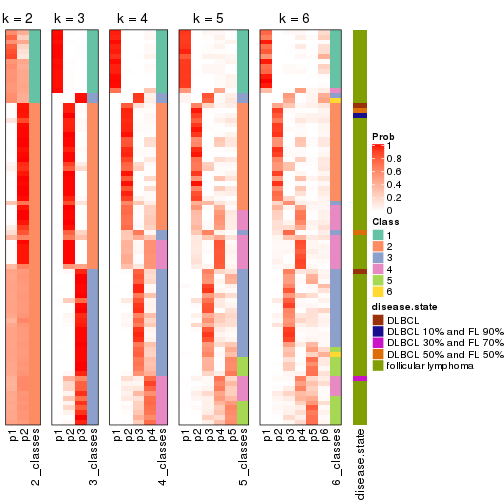 k = 2 k = 3 k = 4 k = 5 k = 6
Prob
1
0.8
0.6
0.4
0.2
0
Class
1
2
3
4
5
6
disease.state
DLBCL
DLBCL 10% and FL 90%
DLBCL 30% and FL 70%
DLBCL 50% and FL 50%
follicular lymphoma
p1 p2 2_classes p1 p2 p3 3_classes p1 p2 p3 p4 4_classes p1 p2 p3 p4 p5 5_classes p1 p2 p3 p4 p5 p6 6_classes disease.state